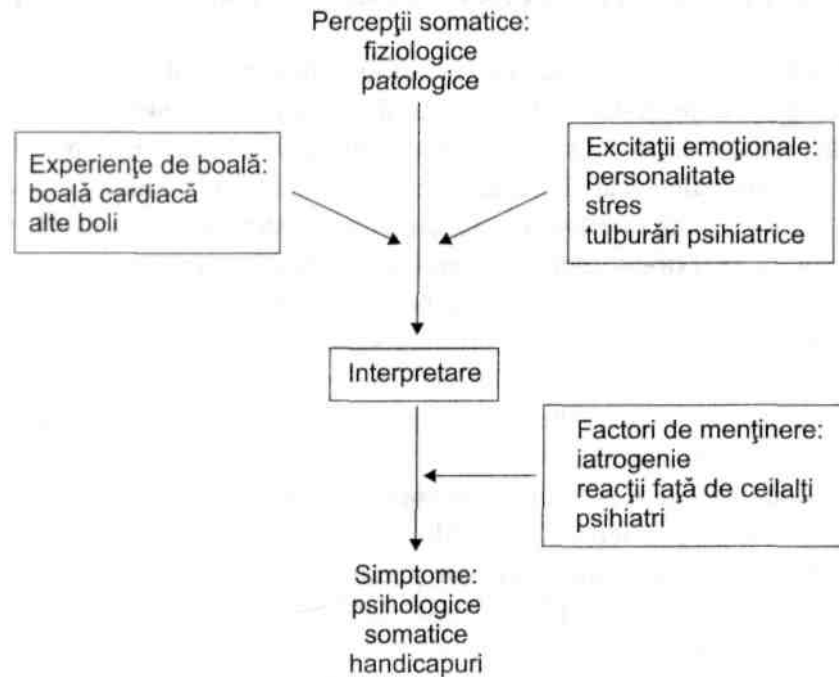 Percepţii somatice:
fiziologice
patologice
Experienţe de boală:
boală cardiacă
alte boli
Excitaţii emoţionale:
personalitate
stres
tulburări psihiatrice
Interpretare
Factori de menţinere:
iatrogenie
reacţii faţă de ceilalţi
psihiatri
Simptome:
psihologice
somatice
handicapuri